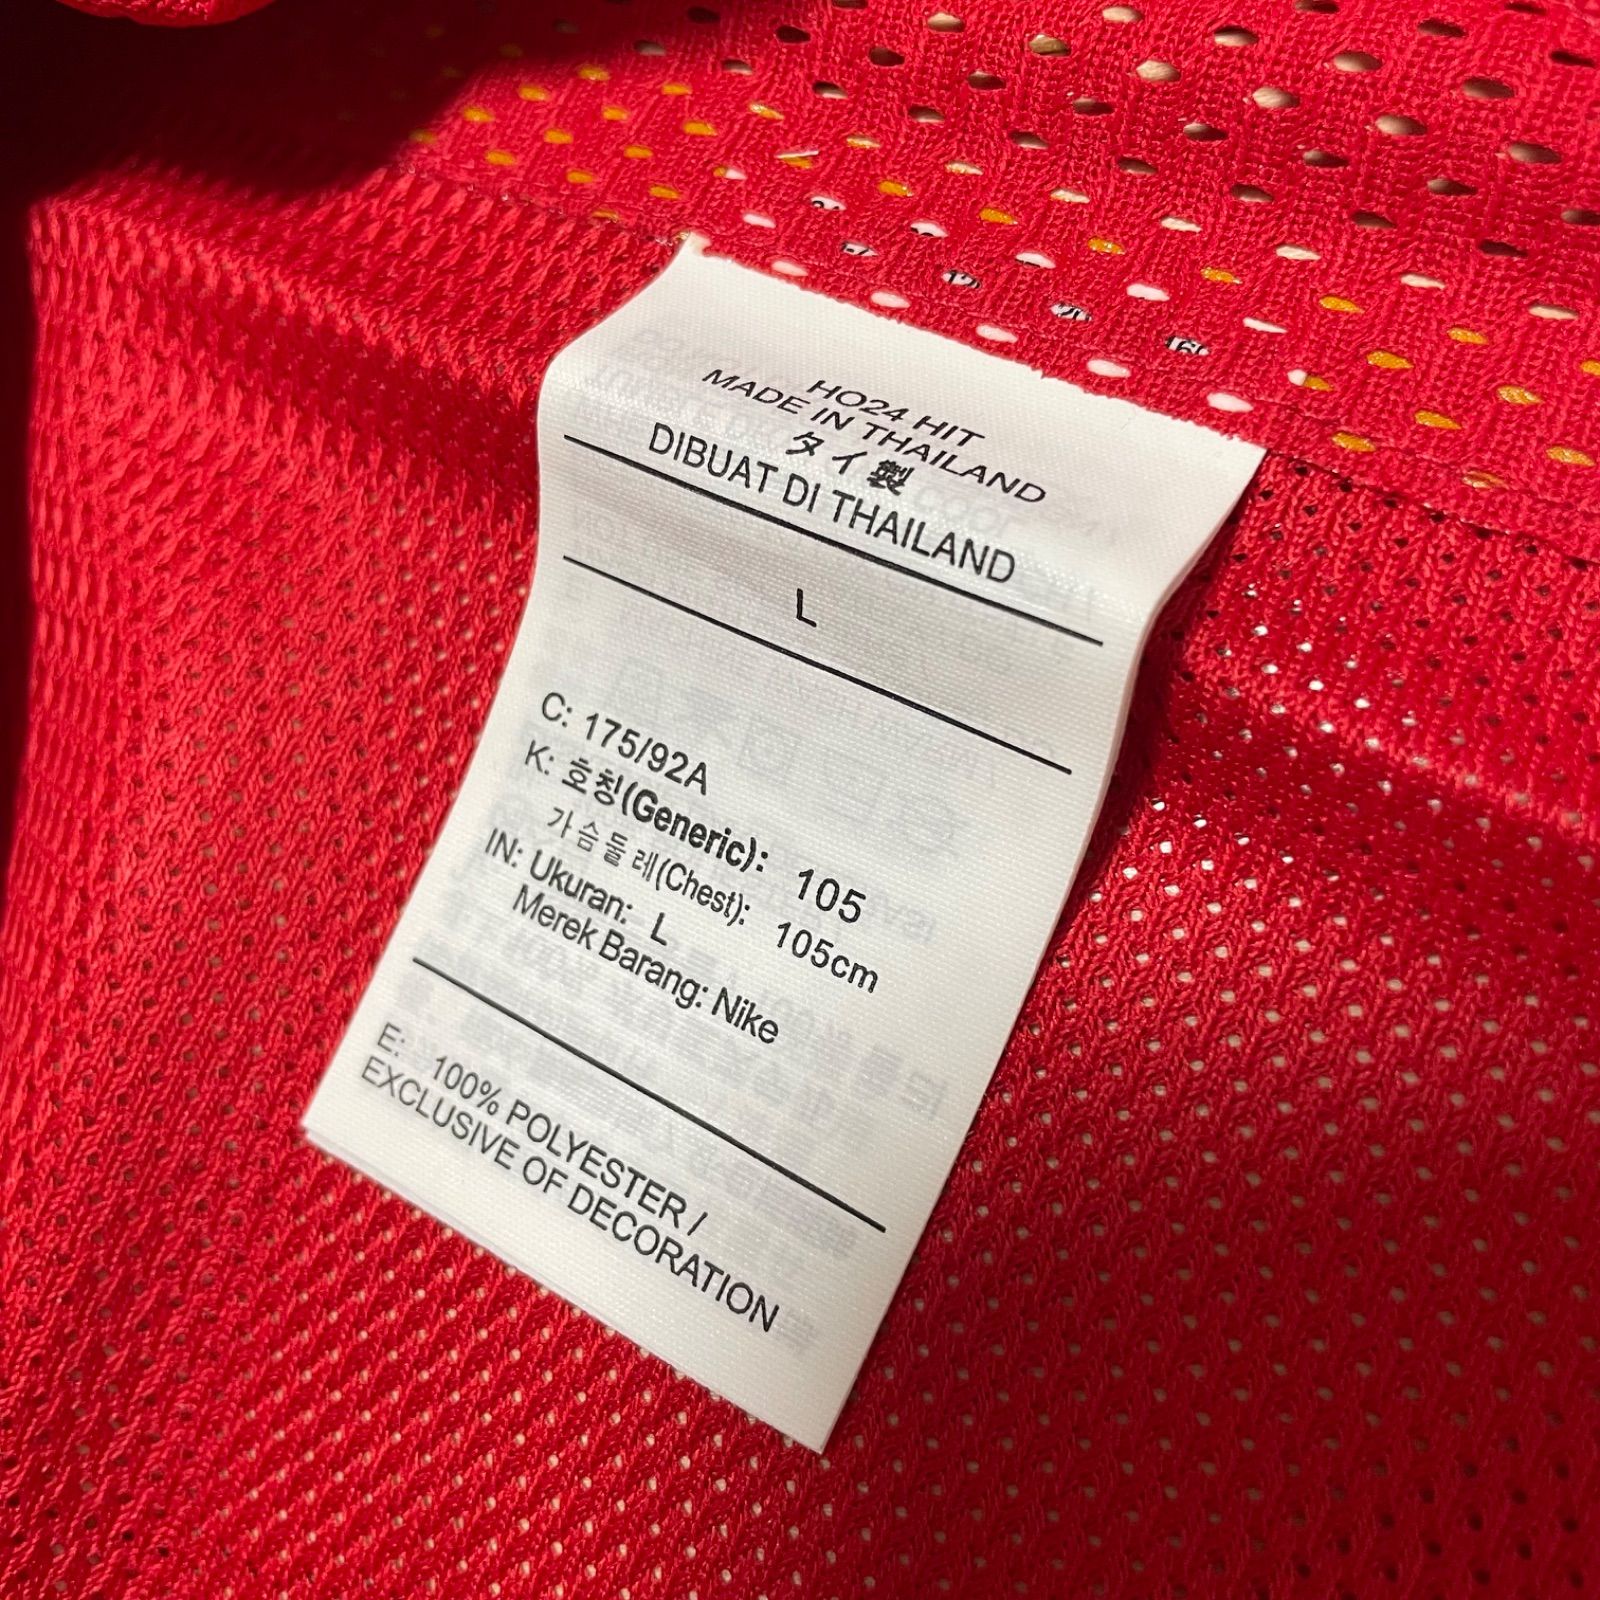 HO24 HIT
MADE IN THAILAND
タイ製
DIBUAT DI THAILAND
L
C: 175/92A
K: 호칭(Generic): 105
가슴둘레(Chest): 105cm
IN: Ukuran: L
Merek Barang: Nike
E: 100% POLYESTER /
EXCLUSIVE OF DECORATION